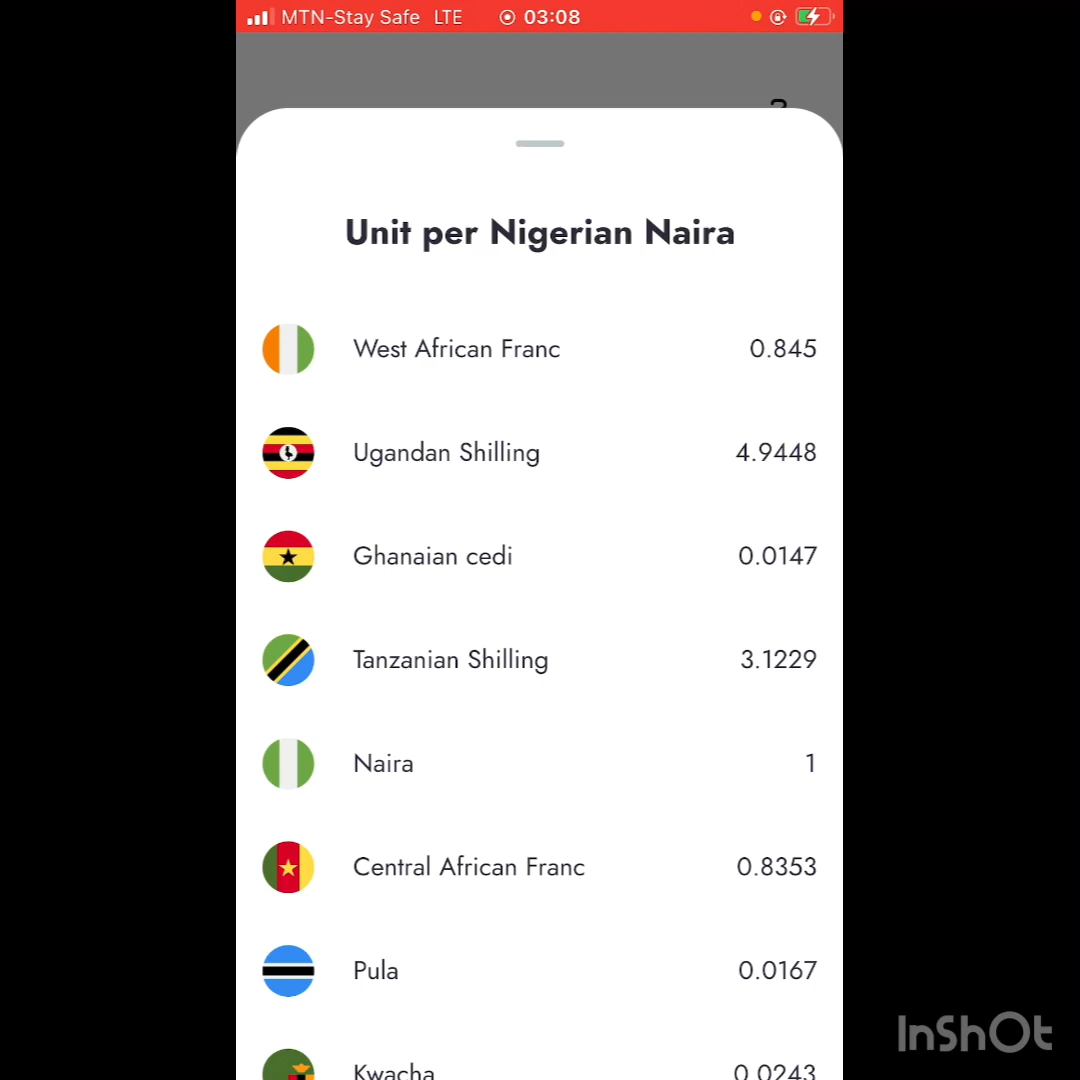 MTN-Stay Safe LTE 03:08
Unit per Nigerian Naira
West African Franc 0.845
Ugandan Shilling 4.9448
Ghanaian cedi 0.0147
Tanzanian Shilling 3.1229
Naira 1
Central African Franc 0.8353
Pula 0.0167
Kwacha 0.0243
InShOt